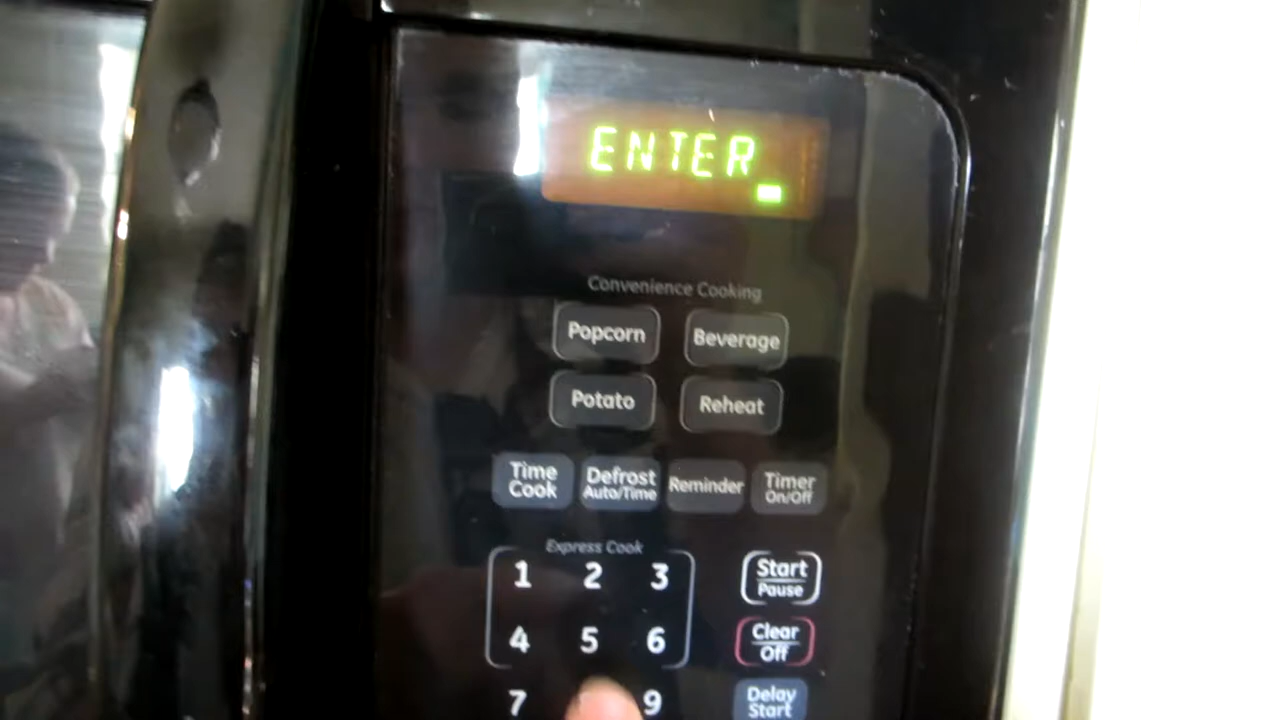 ENTER_
Convenience Cooking
Popcorn Beverage
Potato Reheat
Time Cook
Defrost Auto/Time
Reminder
Timer On/Off
Express Cook
1 2 3
Start Pause
4 5 6
Clear Off
7 9
Delay Start